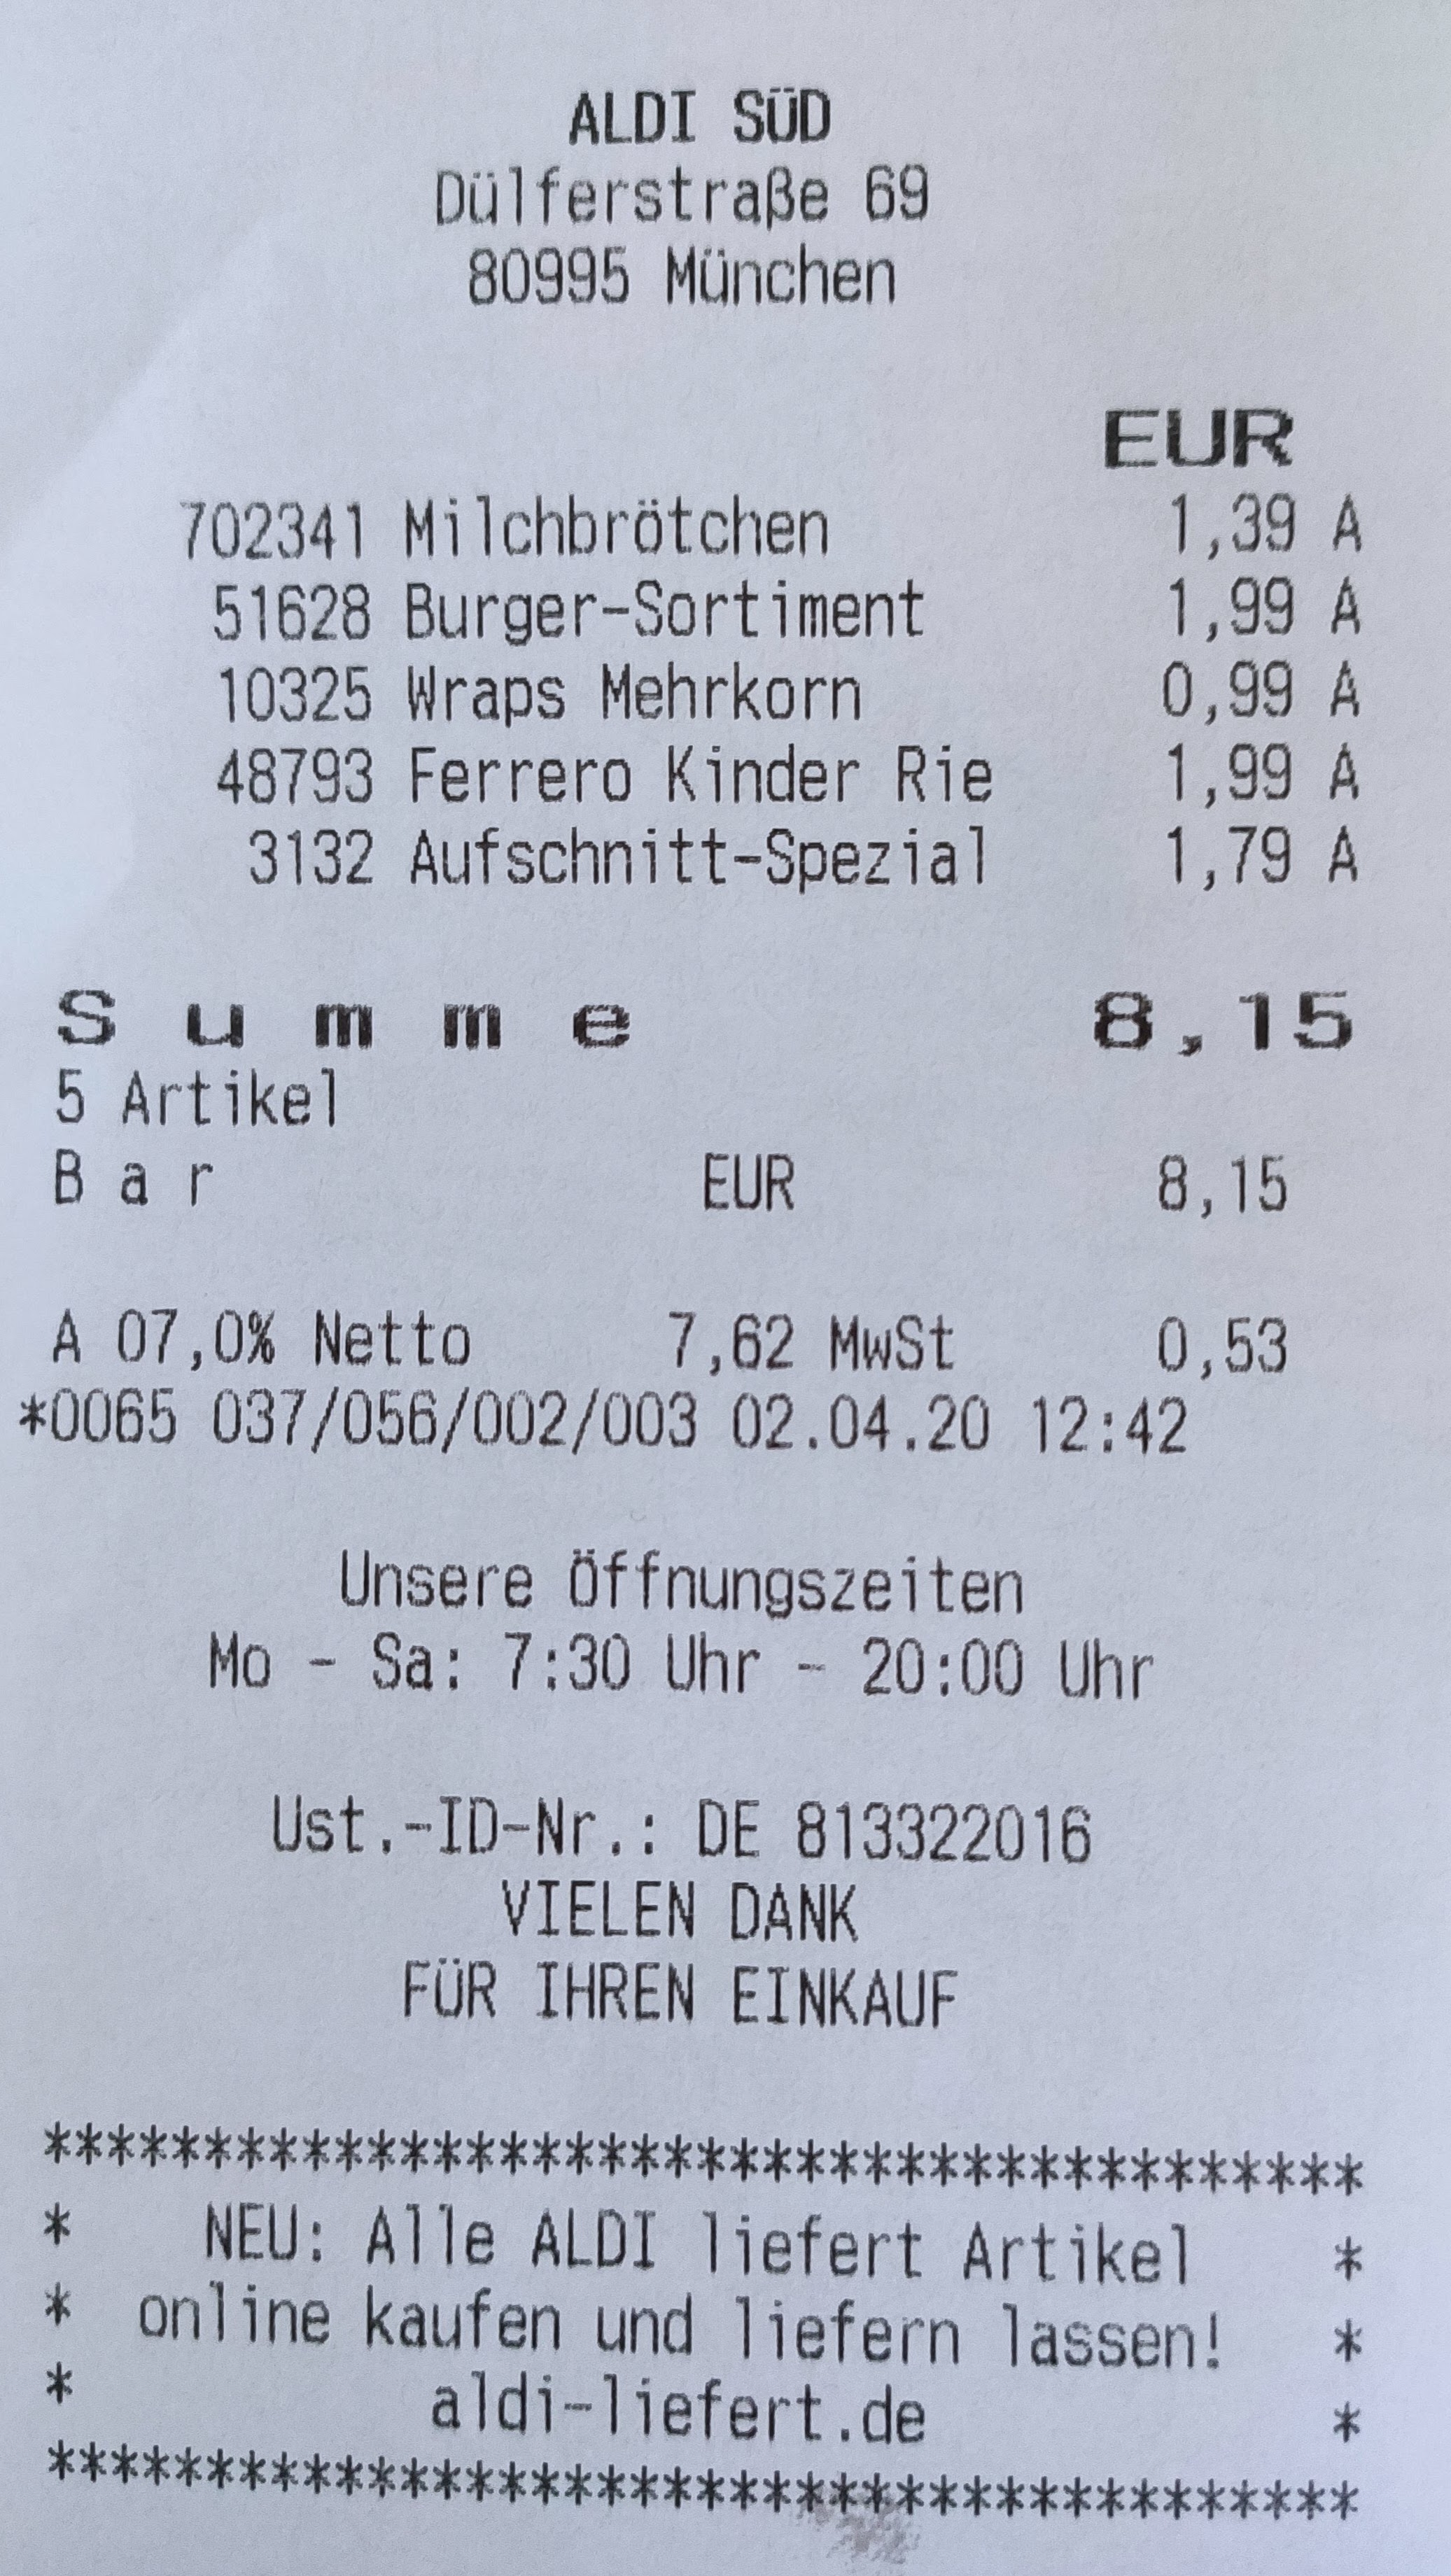 ALDI SÜD
Dülferstraße 69
80995 München
EUR
702341 Milchbrötchen 1,39 A
51628 Burger-Sortiment 1,99 A
10325 Wraps Mehrkorn 0,99 A
48793 Ferrero Kinder Rie 1,99 A
3132 Aufschnitt-Spezial 1,79 A
S u m m e 8,15
5 Artikel
B a r EUR 8,15
A 07,0% Netto 7,62 MwSt 0,53
*0065 037/056/002/003 02.04.20 12:42
Unsere Öffnungszeiten
Mo - Sa: 7:30 Uhr - 20:00 Uhr
Ust.-ID-Nr.: DE 813322016
VIELEN DANK
FÜR IHREN EINKAUF
*****************************************
* NEU: Alle ALDI liefert Artikel *
* online kaufen und liefern lassen! *
* aldi-liefert.de *
*****************************************